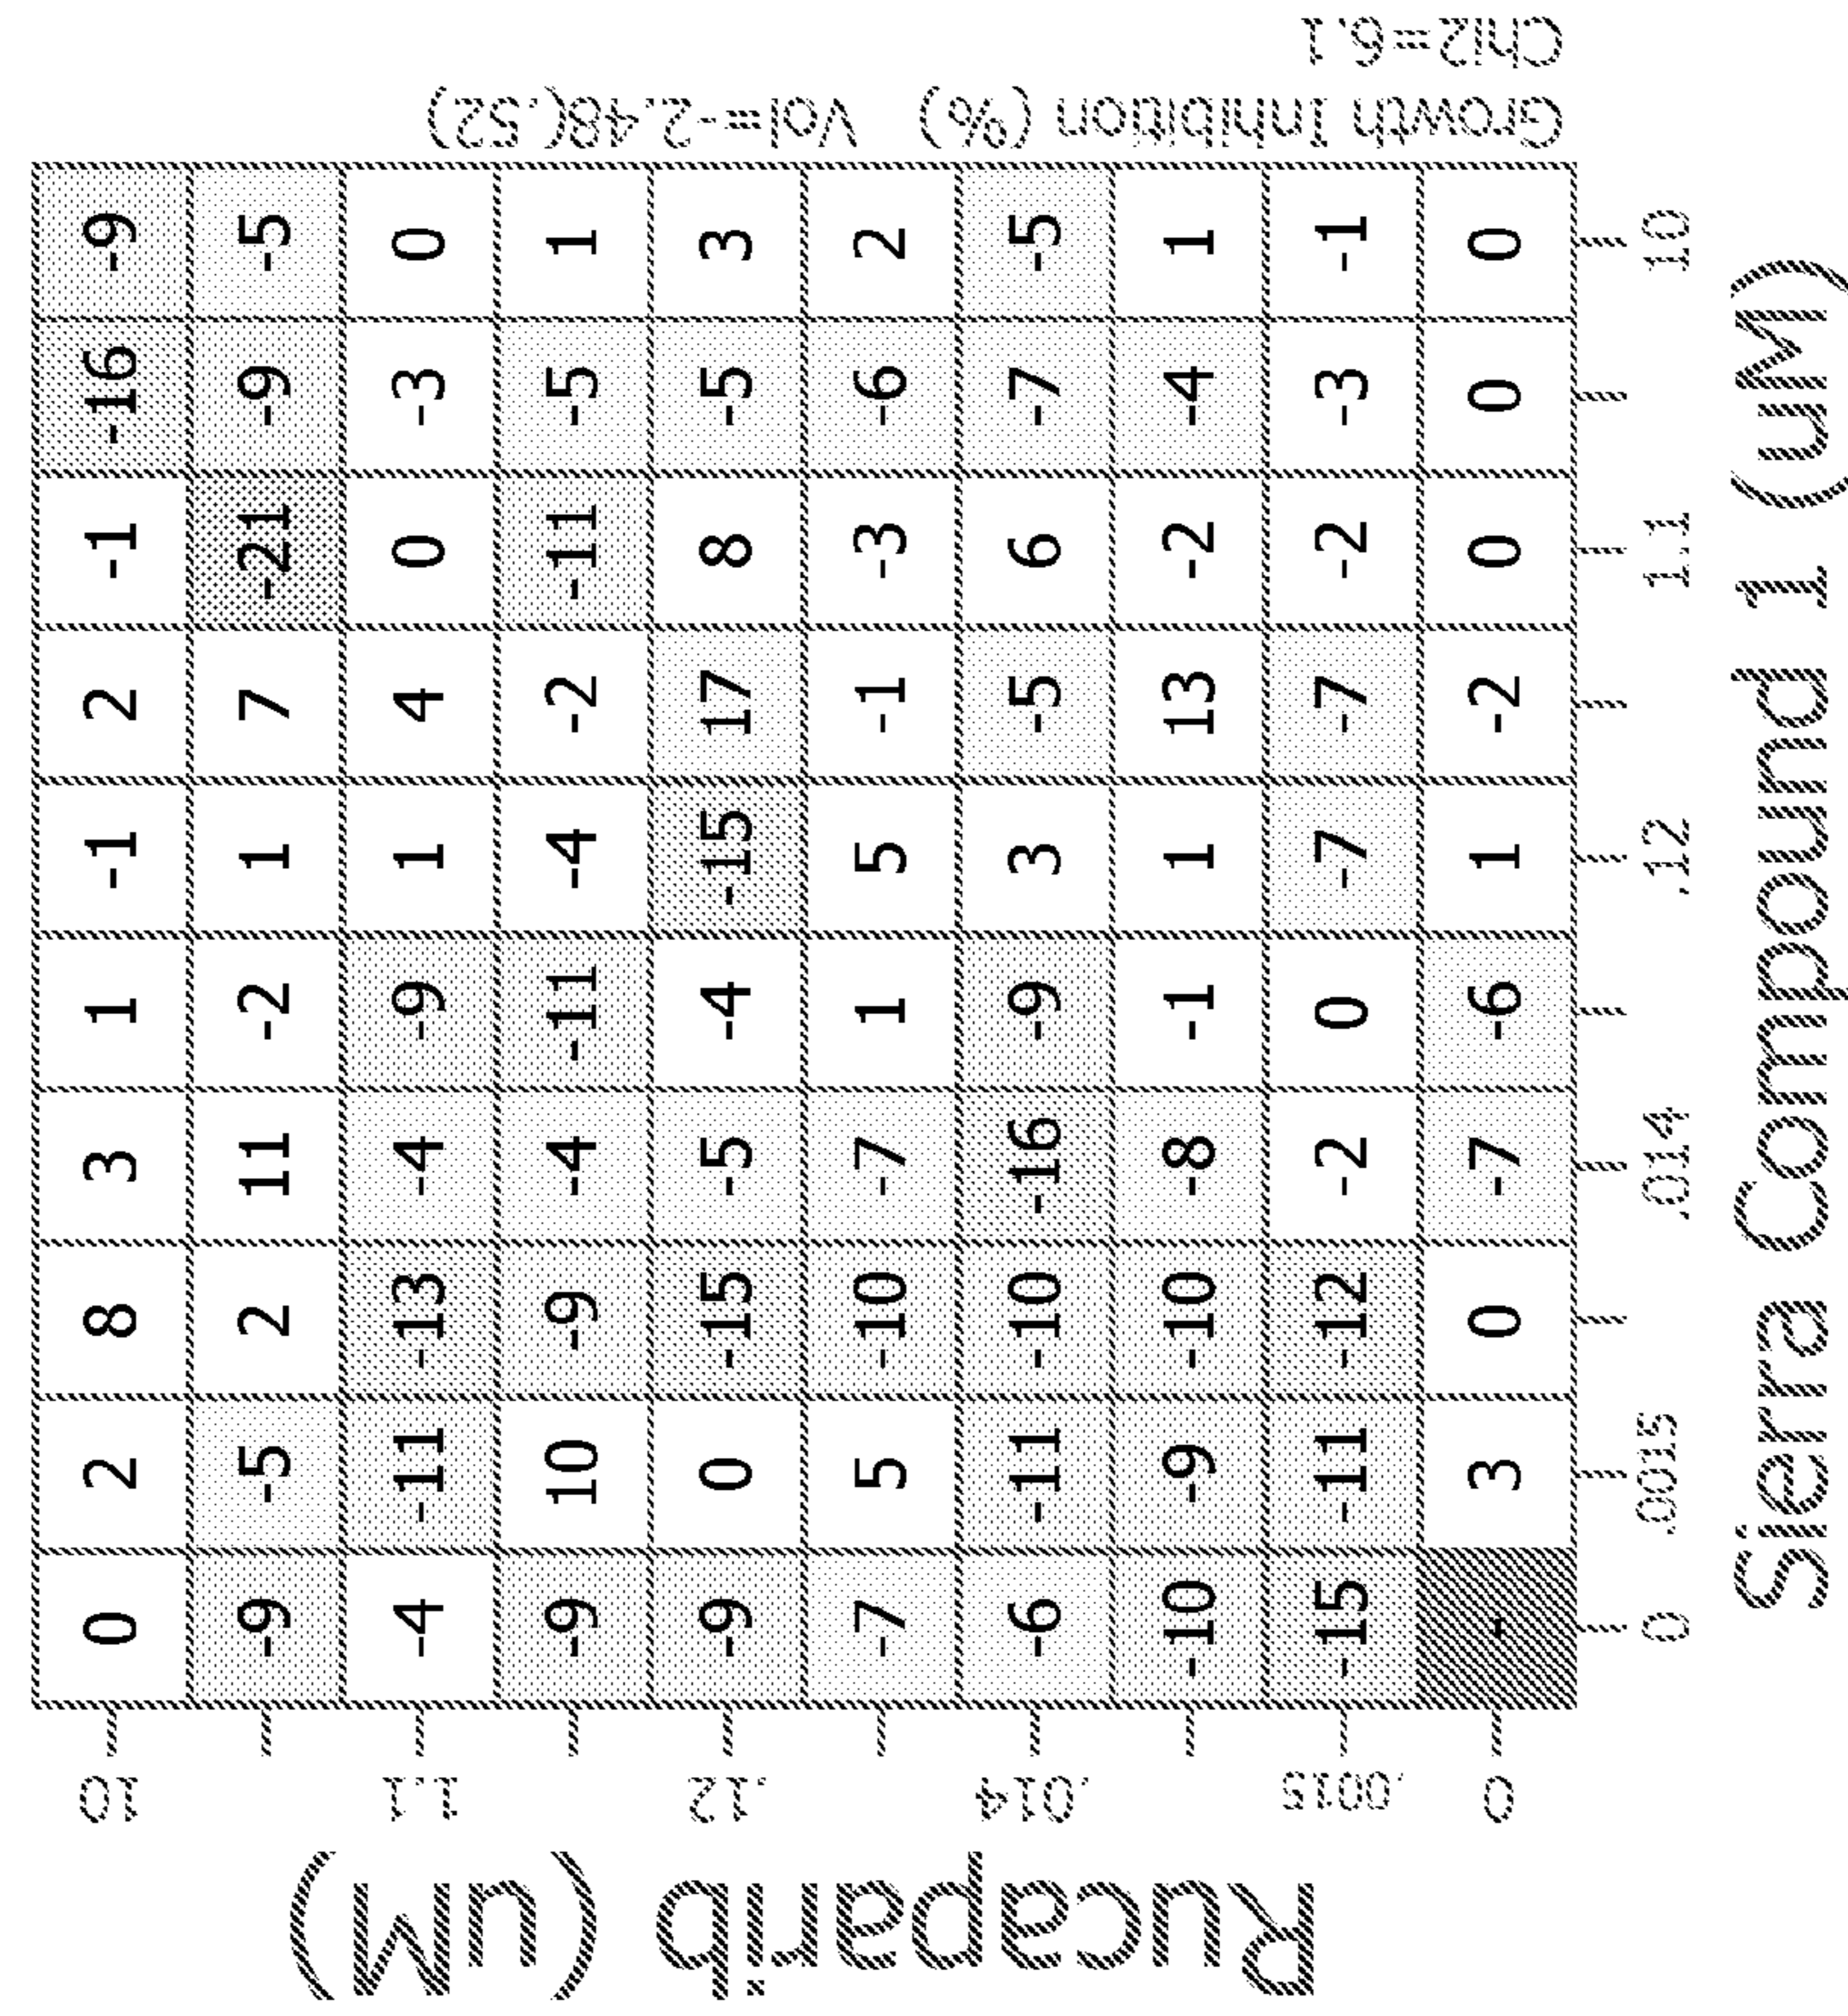 Rucaparib (uM)
10 0 2 8 3 1 -1 2 -1 -16 -9
-9 -5 2 11 -2 1 7 -21 -9 -5
1.1 -4 -11 -13 -4 -9 1 4 0 -3 0
-9 10 -9 -4 -11 -4 -2 -11 -5 1
.12 -9 0 -15 -5 -4 -15 17 8 -5 3
-7 5 -10 -7 1 5 -1 -3 -6 2
.014 -6 -11 -10 -16 -9 3 -5 6 -7 -5
-10 -9 -10 -8 -1 1 13 -2 -4 1
.0015 -15 -11 -12 -2 0 -7 -7 -2 -3 -1
0 - 3 0 -7 -6 1 -2 0 0 0
0 .0015 .014 .12 1.1 10
Sierra Compound 1 (uM)
Growth Inhibition (%) Vol=-2.48(.52)
Chi2=6.1